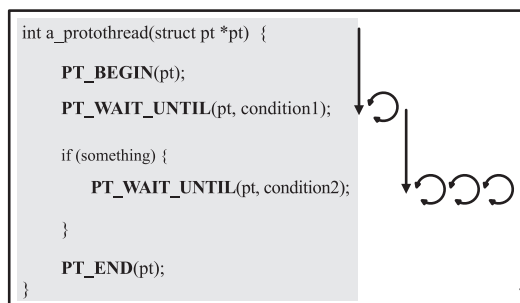 int a_protothread(struct pt *pt) {
PT_BEGIN(pt);
PT_WAIT_UNTIL(pt, condition1);
if (something) {
PT_WAIT_UNTIL(pt, condition2);
}
PT_END(pt);
}